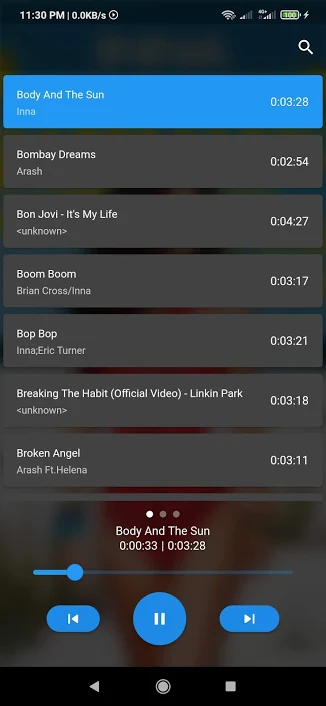 11:30 PM | 0.0KB/s
4G+
100
Body And The Sun
0:03:28
Inna
Bombay Dreams
0:02:54
Arash
Bon Jovi - It's My Life
0:04:27
<unknown>
Boom Boom
0:03:17
Brian Cross/Inna
Bop Bop
0:03:21
Inna;Eric Turner
Breaking The Habit (Official Video) - Linkin Park
0:03:18
<unknown>
Broken Angel
0:03:11
Arash Ft.Helena
Body And The Sun
0:00:33 | 0:03:28